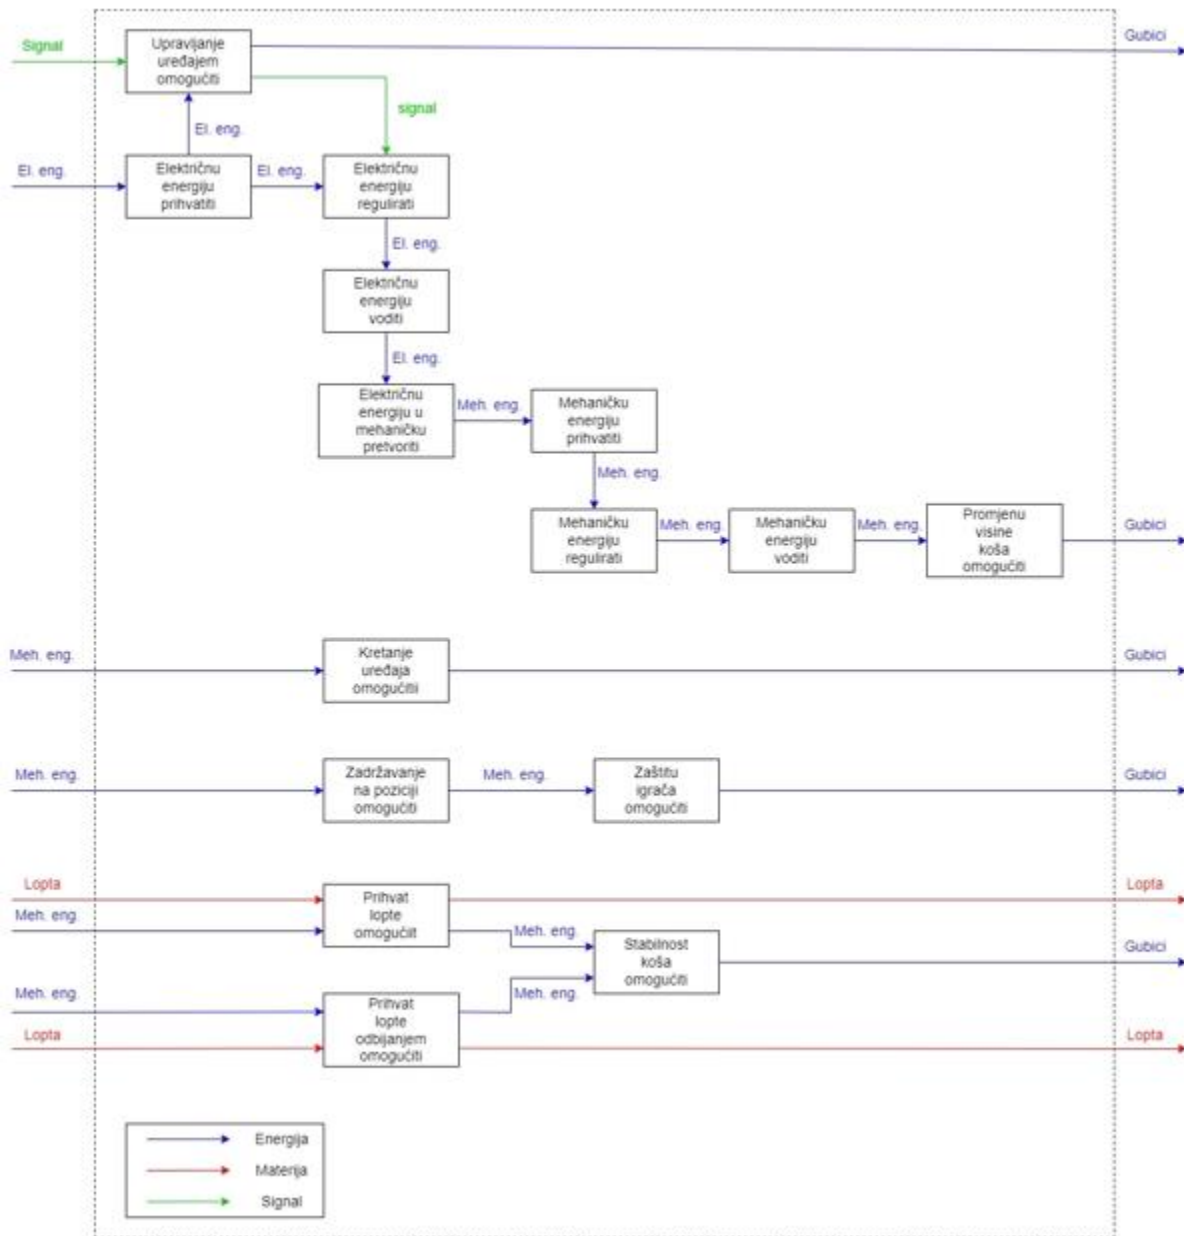 Signal
Upravljanje
uređajem
omogućiti
Gubici
signal
El. eng.
El. eng.
Električnu
energiju
prihvatiti
El. eng.
Električnu
energiju
regulirati
El. eng.
Električnu
energiju
voditi
El. eng.
Električnu
energiju u
mehaničku
pretvoriti
Meh. eng.
Mehaničku
energiju
prihvatiti
Meh. eng.
Mehaničku
energiju
regulirati
Meh. eng.
Mehaničku
energiju
voditi
Meh. eng.
Promjenu
visine
koša
omogućiti
Gubici
Meh. eng.
Kretanje
uređaja
omogućitii
Gubici
Meh. eng.
Zadržavanje
na poziciji
omogućiti
Meh. eng.
Zaštitu
igrača
omogućiti
Gubici
Lopta
Meh. eng.
Prihvat
lopte
omogućiit
Lopta
Meh. eng.
Stabilnost
koša
omogućiti
Gubici
Meh. eng.
Meh. eng.
Lopta
Prihvat
lopte
odbijanjem
omogućiti
Lopta
Energija
Materija
Signal